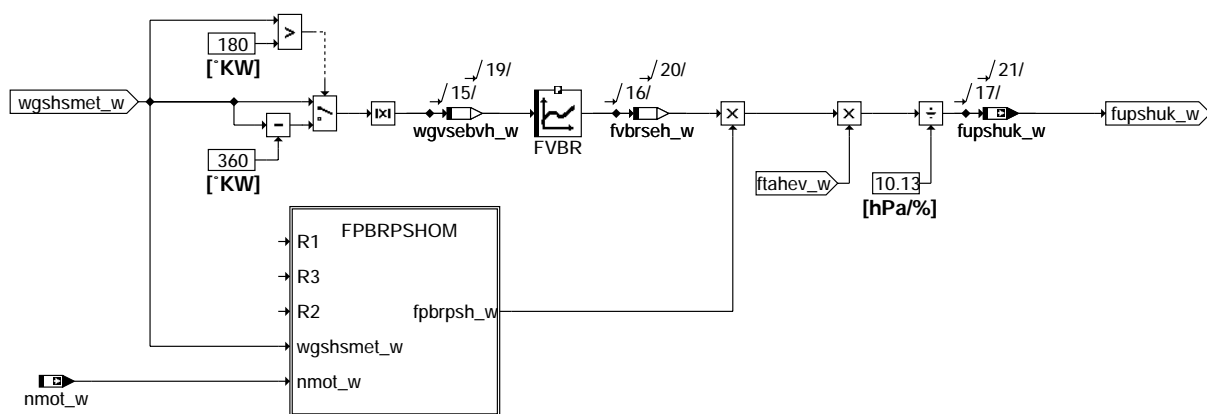 19/
20/
21/
>
180
[°KW]
15/
16/
17/
wgshsmet_w
|x|
wgvsebvh_w
FVBR
fvbrseh_w
×
×
÷
fupshuk_w
fupshuk_w
-
360
[°KW]
ftahev_w
10.13
[hPa/%]
FPBRPSHOM
R1
R3
R2
fpbrpsh_w
wgshsmet_w
nmot_w
nmot_w